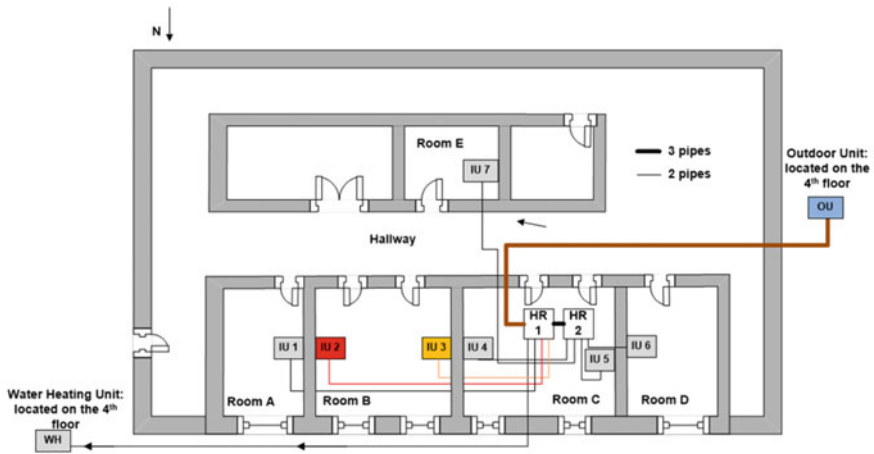 N
Room E
IU 7
3 pipes
2 pipes
Outdoor Unit:
located on the
4th floor
OU
Hallway
HR
1
HR
2
IU 1
IU 2
IU 3
IU 4
IU 5
IU 6
Room A
Room B
Room C
Room D
Water Heating Unit:
located on the 4th
floor
WH